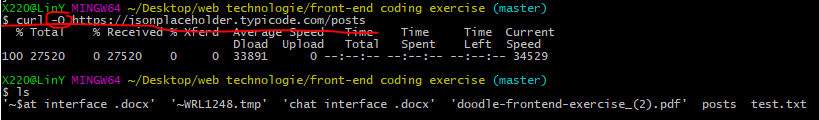 X220@LinY MINGW64 ~/Desktop/web technologie/front-end coding exercise (master)
$ curl -O https://jsonplaceholder.typicode.com/posts
  % Total    % Received % Xferd  Average Speed   Time    Time     Time  Current
                                 Dload  Upload   Total   Spent    Left  Speed
100 27520    0 27520    0     0  33891      0 --:--:-- --:--:-- --:--:-- 34529

X220@LinY MINGW64 ~/Desktop/web technologie/front-end coding exercise (master)
$ ls
'~$at interface .docx'  '~WRL1248.tmp'  'chat interface .docx'  'doodle-frontend-exercise_(2).pdf'  posts  test.txt